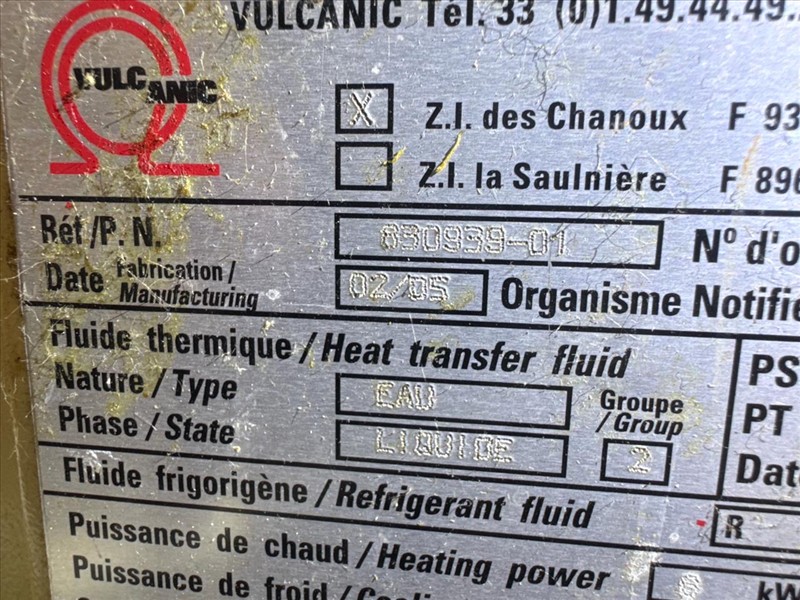 VULCANIC Tél. 33 (0)1.49.44.49.
VULCANIC
X Z.I. des Chanoux F 93
Z.I. la Saulnière F 896
Réf/P. N. 830939-01 N° d'o
Date Fabrication / Manufacturing 02/05 Organisme Notifié
Fluide thermique / Heat transfer fluid PS
Nature / Type EAU Groupe / Group PT
Phase / State LIQUIDE 2 Dat
Fluide frigorigène / Refrigerant fluid R
Puissance de chaud / Heating power kW
Puissance de froid /